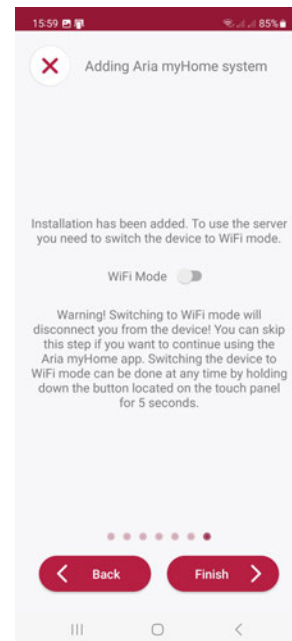 15:59 85%
Adding Aria myHome system
Installation has been added. To use the server
you need to switch the device to WiFi mode.
WiFi Mode
Warning! Switching to WiFi mode will
disconnect you from the device! You can skip
this step if you want to continue using the
Aria myHome app. Switching the device to
WiFi mode can be done at any time by holding
down the button located on the touch panel
for 5 seconds.
Back Finish